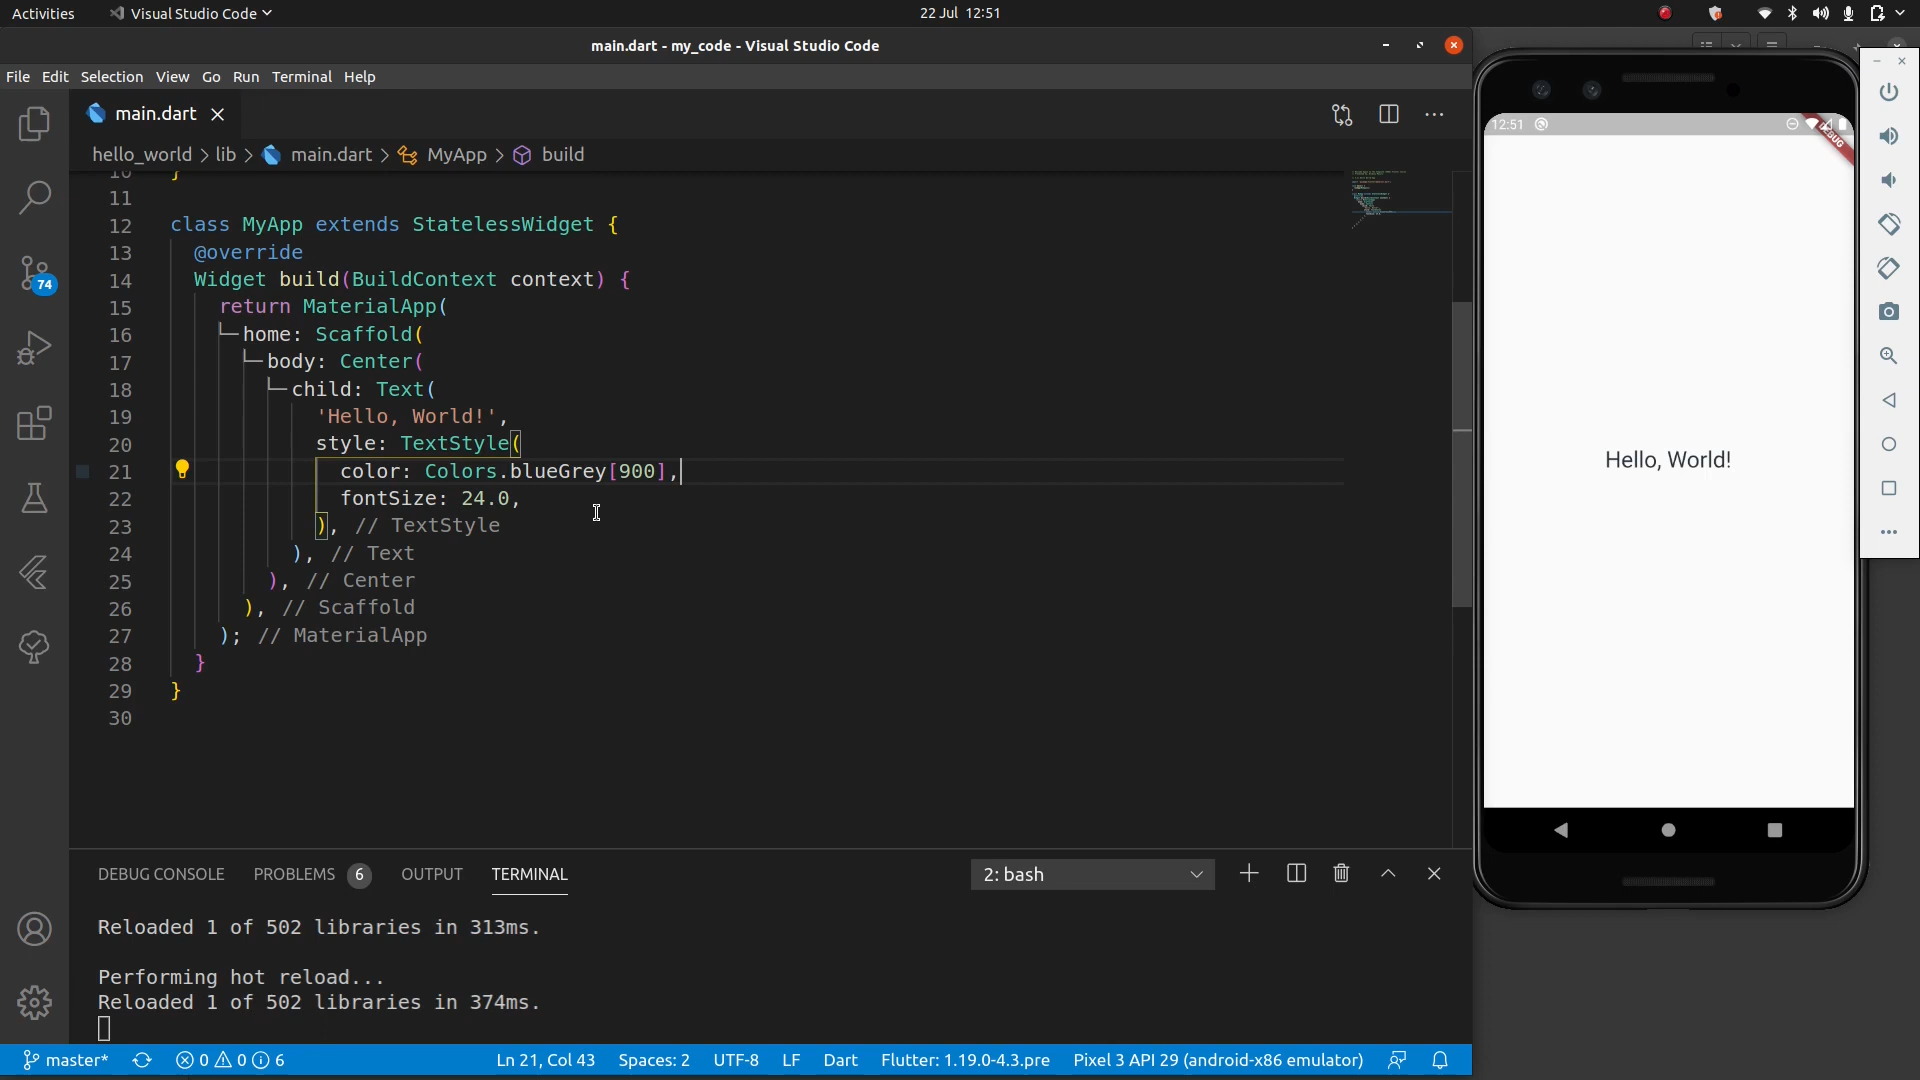 Activities
Visual Studio Code
22 Jul 12:51
main.dart - my_code - Visual Studio Code
File Edit Selection View Go Run Terminal Help
main.dart
hello_world > lib > main.dart > MyApp > build
10 }
11
12 class MyApp extends StatelessWidget {
13 @override
14 Widget build(BuildContext context) {
15 return MaterialApp(
16 home: Scaffold(
17 body: Center(
18 child: Text(
19 'Hello, World!',
20 style: TextStyle(
21 color: Colors.blueGrey[900],
22 fontSize: 24.0,
23 ), // TextStyle
24 ), // Text
25 ), // Center
26 ), // Scaffold
27 ); // MaterialApp
28 }
29 }
30
74
DEBUG CONSOLE PROBLEMS 6 OUTPUT TERMINAL
2: bash
Reloaded 1 of 502 libraries in 313ms.
Performing hot reload...
Reloaded 1 of 502 libraries in 374ms.
master* 0 0 6 Ln 21, Col 43 Spaces: 2 UTF-8 LF Dart Flutter: 1.19.0-4.3.pre Pixel 3 API 29 (android-x86 emulator)
12:51
DEBUG
Hello, World!